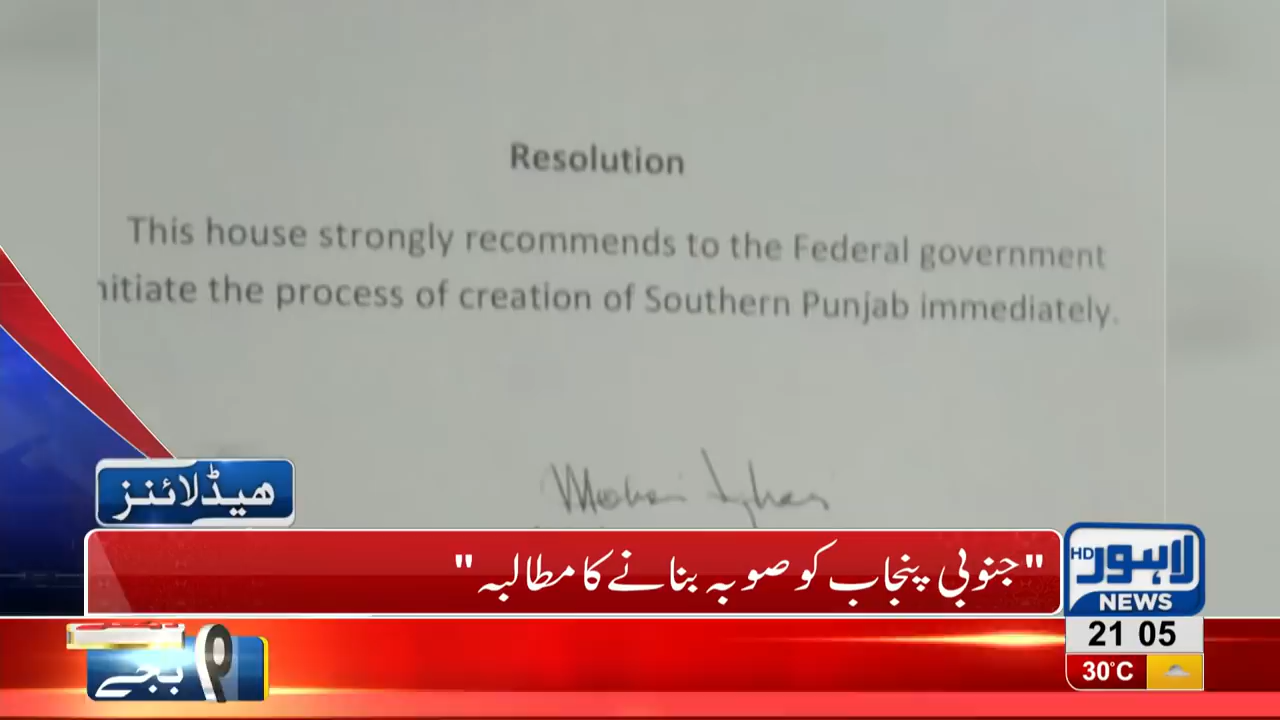 Resolution
This house strongly recommends to the Federal government
nitiate the process of creation of Southern Punjab immediately.
ہیڈلائنز
"جنوبی پنجاب کو صوبہ بنانے کا مطالبہ"
HD لاہور
NEWS
21 05
30°C
۹ بجے